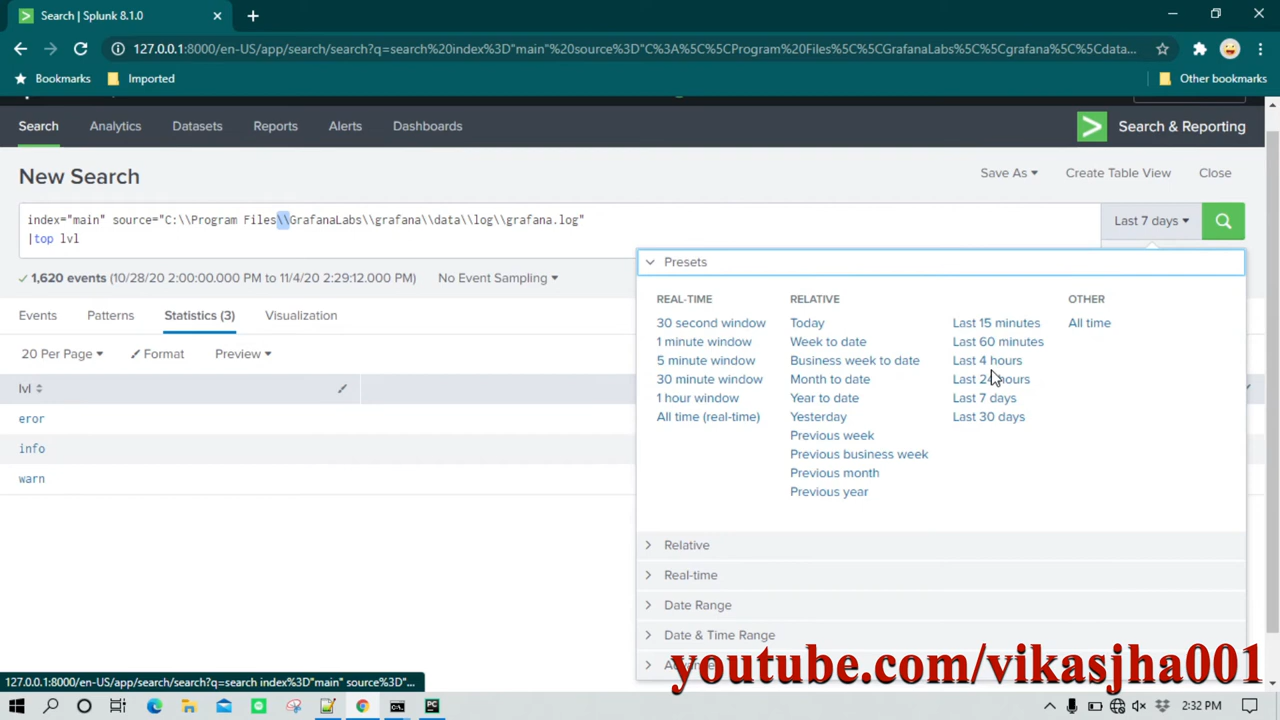 Search | Splunk 8.1.0
127.0.0.1:8000/en-US/app/search/search?q=search%20index%3D"main"%20source%3D"C%3A%5C%5CProgram%20Files%5C%5CGrafanaLabs%5C%5Cgrafana%5C%5Cdata...
Bookmarks Imported Other bookmarks
Search Analytics Datasets Reports Alerts Dashboards Search & Reporting
New Search Save As Create Table View Close
index="main" source="C:\\Program Files\\GrafanaLabs\\grafana\\data\\log\\grafana.log" Last 7 days
|top lvl
1,620 events (10/28/20 2:00:00.000 PM to 11/4/20 2:29:12.000 PM) No Event Sampling
Presets
REAL-TIME RELATIVE OTHER
30 second window Today Last 15 minutes All time
1 minute window Week to date Last 60 minutes
5 minute window Business week to date Last 4 hours
30 minute window Month to date Last 24 hours
1 hour window Year to date Last 7 days
All time (real-time) Yesterday Last 30 days
Previous week
Previous business week
Previous month
Previous year
Relative
Real-time
Date Range
Date & Time Range
Events Patterns Statistics (3) Visualization
20 Per Page Format Preview
lvl
eror
info
warn
youtube.com/vikasjha001
127.0.0.1:8000/en-US/app/search/search?q=search index%3D"main" source%3D"...
2:32 PM